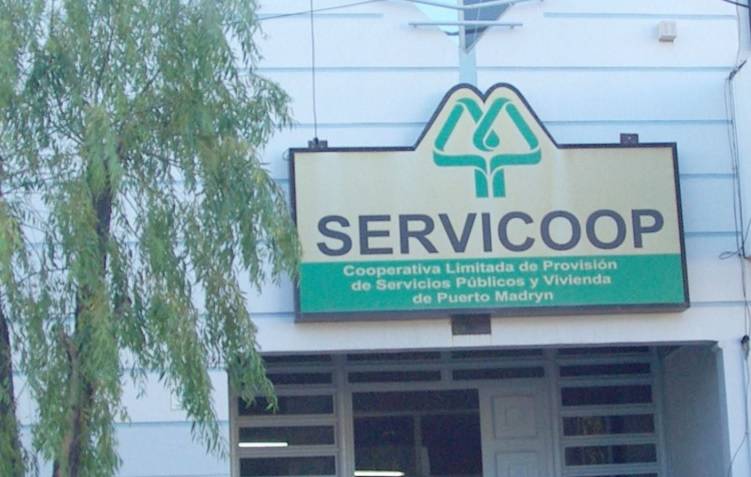 SERVICOOP
Cooperativa Limitada de Provisión
de Servicios Públicos y Vivienda
de Puerto Madryn